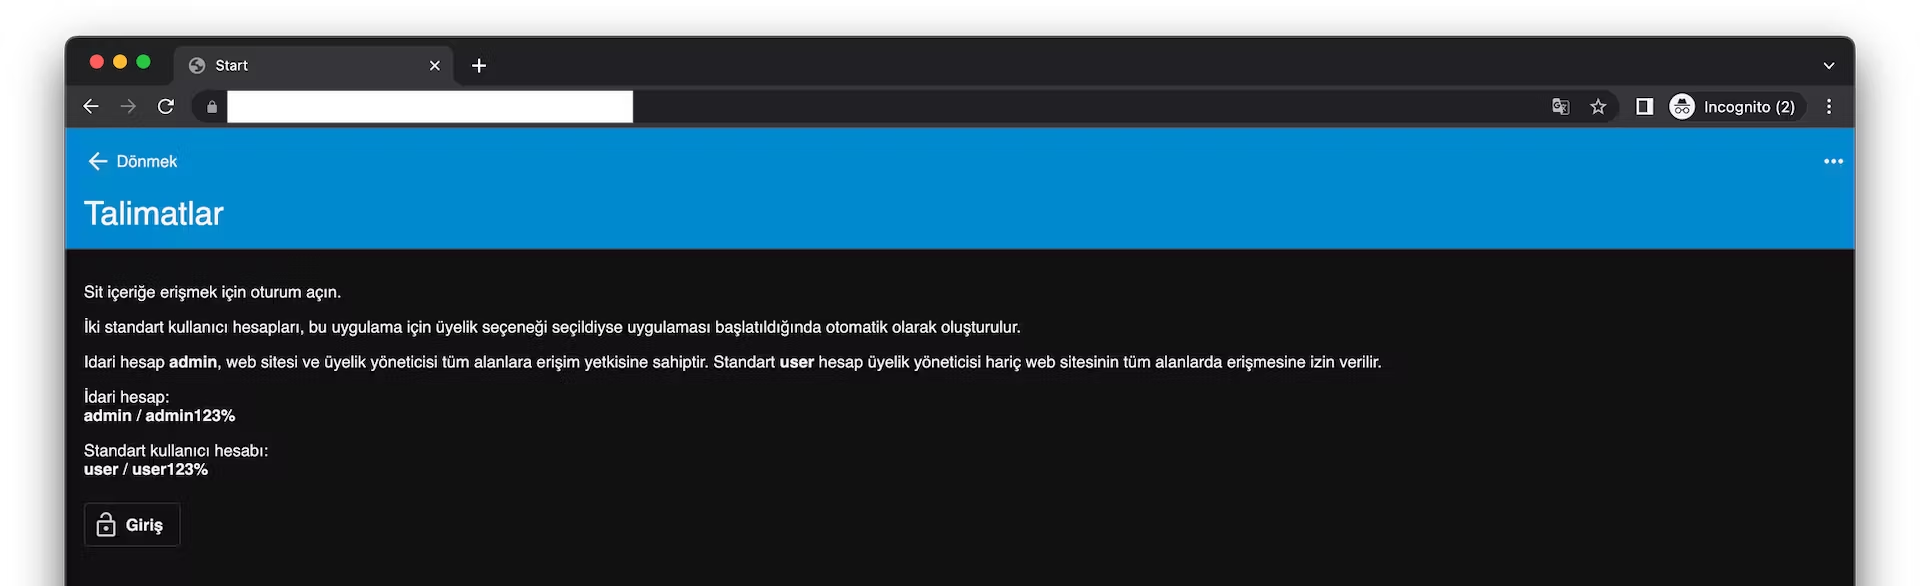 Start
Incognito (2)
Dönmek
Talimatlar
Sit içeriğe erişmek için oturum açın.
İki standart kullanıcı hesapları, bu uygulama için üyelik seçeneği seçildiyse uygulaması başlatıldığında otomatik olarak oluşturulur.
Idari hesap admin, web sitesi ve üyelik yöneticisi tüm alanlara erişim yetkisine sahiptir. Standart user hesap üyelik yöneticisi hariç web sitesinin tüm alanlarda erişmesine izin verilir.
İdari hesap:
admin / admin123%
Standart kullanıcı hesabı:
user / user123%
Giriş